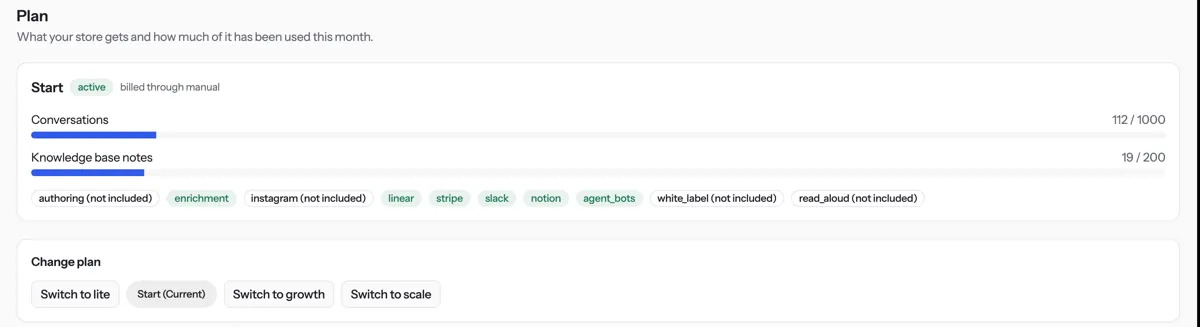 Plan
What your store gets and how much of it has been used this month.
Start active billed through manual
Conversations 112 / 1000
Knowledge base notes 19 / 200
authoring (not included) enrichment instagram (not included) linear stripe slack notion agent_bots white_label (not included) read_aloud (not included)
Change plan
Switch to lite Start (Current) Switch to growth Switch to scale